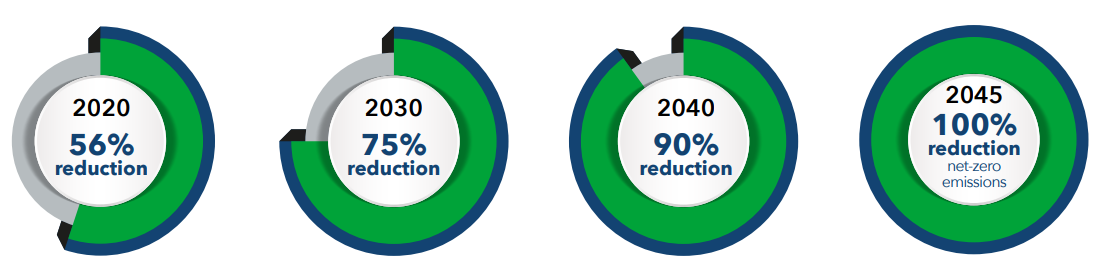 2020
56%
reduction
2030
75%
reduction
2040
90%
reduction
2045
100%
reduction
net-zero
emissions